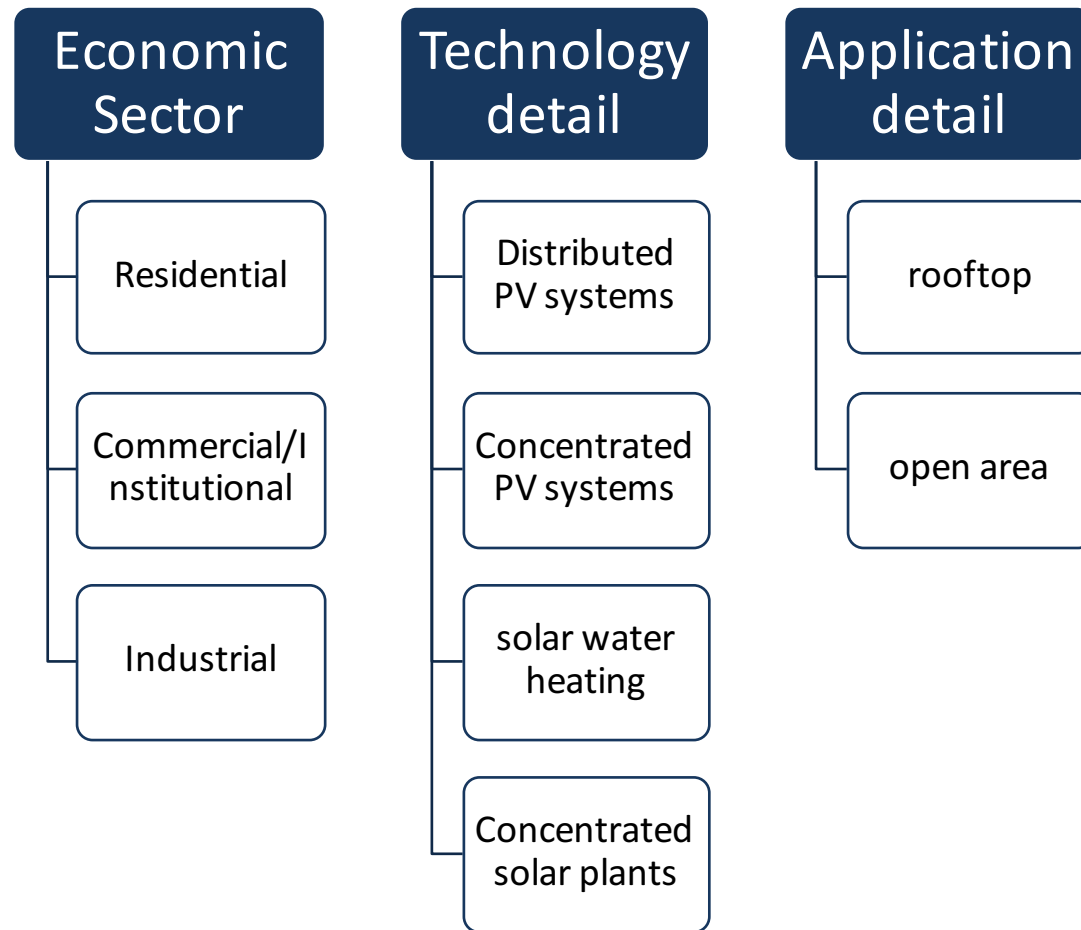 Economic
Sector
Residential
Commercial/I
nstitutional
Industrial
Technology
detail
Distributed
PV systems
Concentrated
PV systems
solar water
heating
Concentrated
solar plants
Application
detail
rooftop
open area